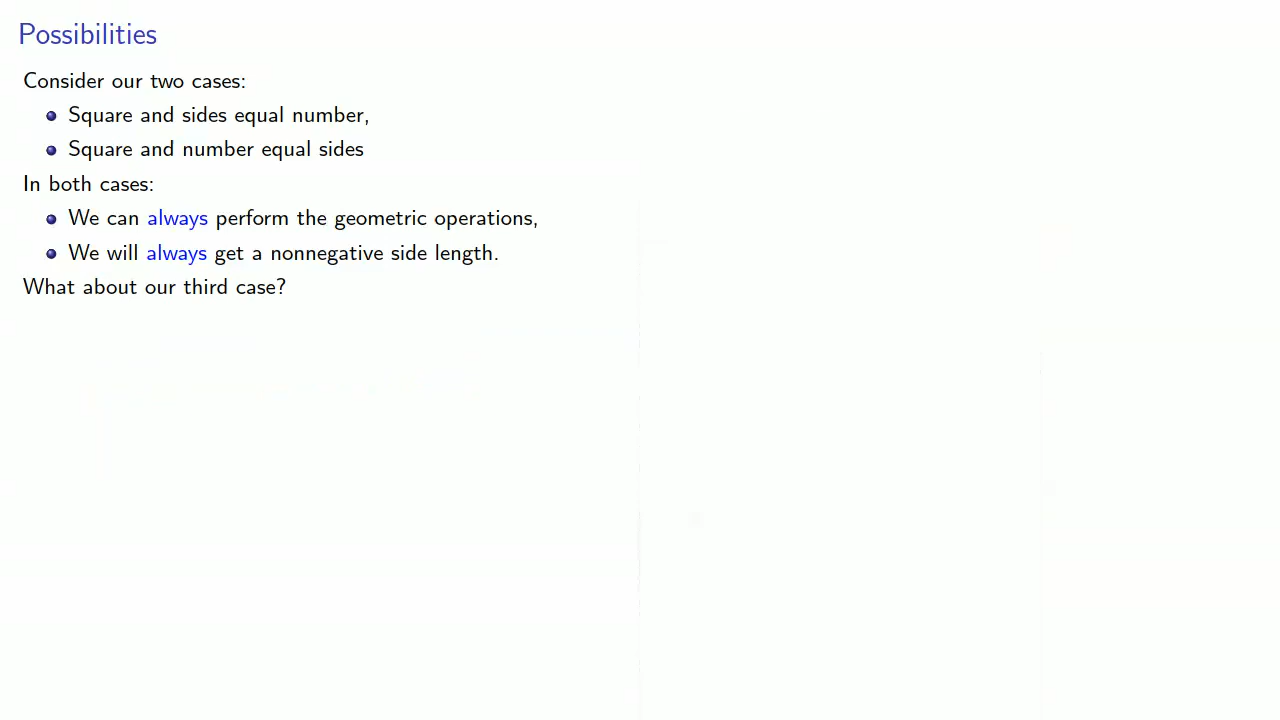 Possibilities
Consider our two cases:
Square and sides equal number,
Square and number equal sides
In both cases:
We can always perform the geometric operations,
We will always get a nonnegative side length.
What about our third case?